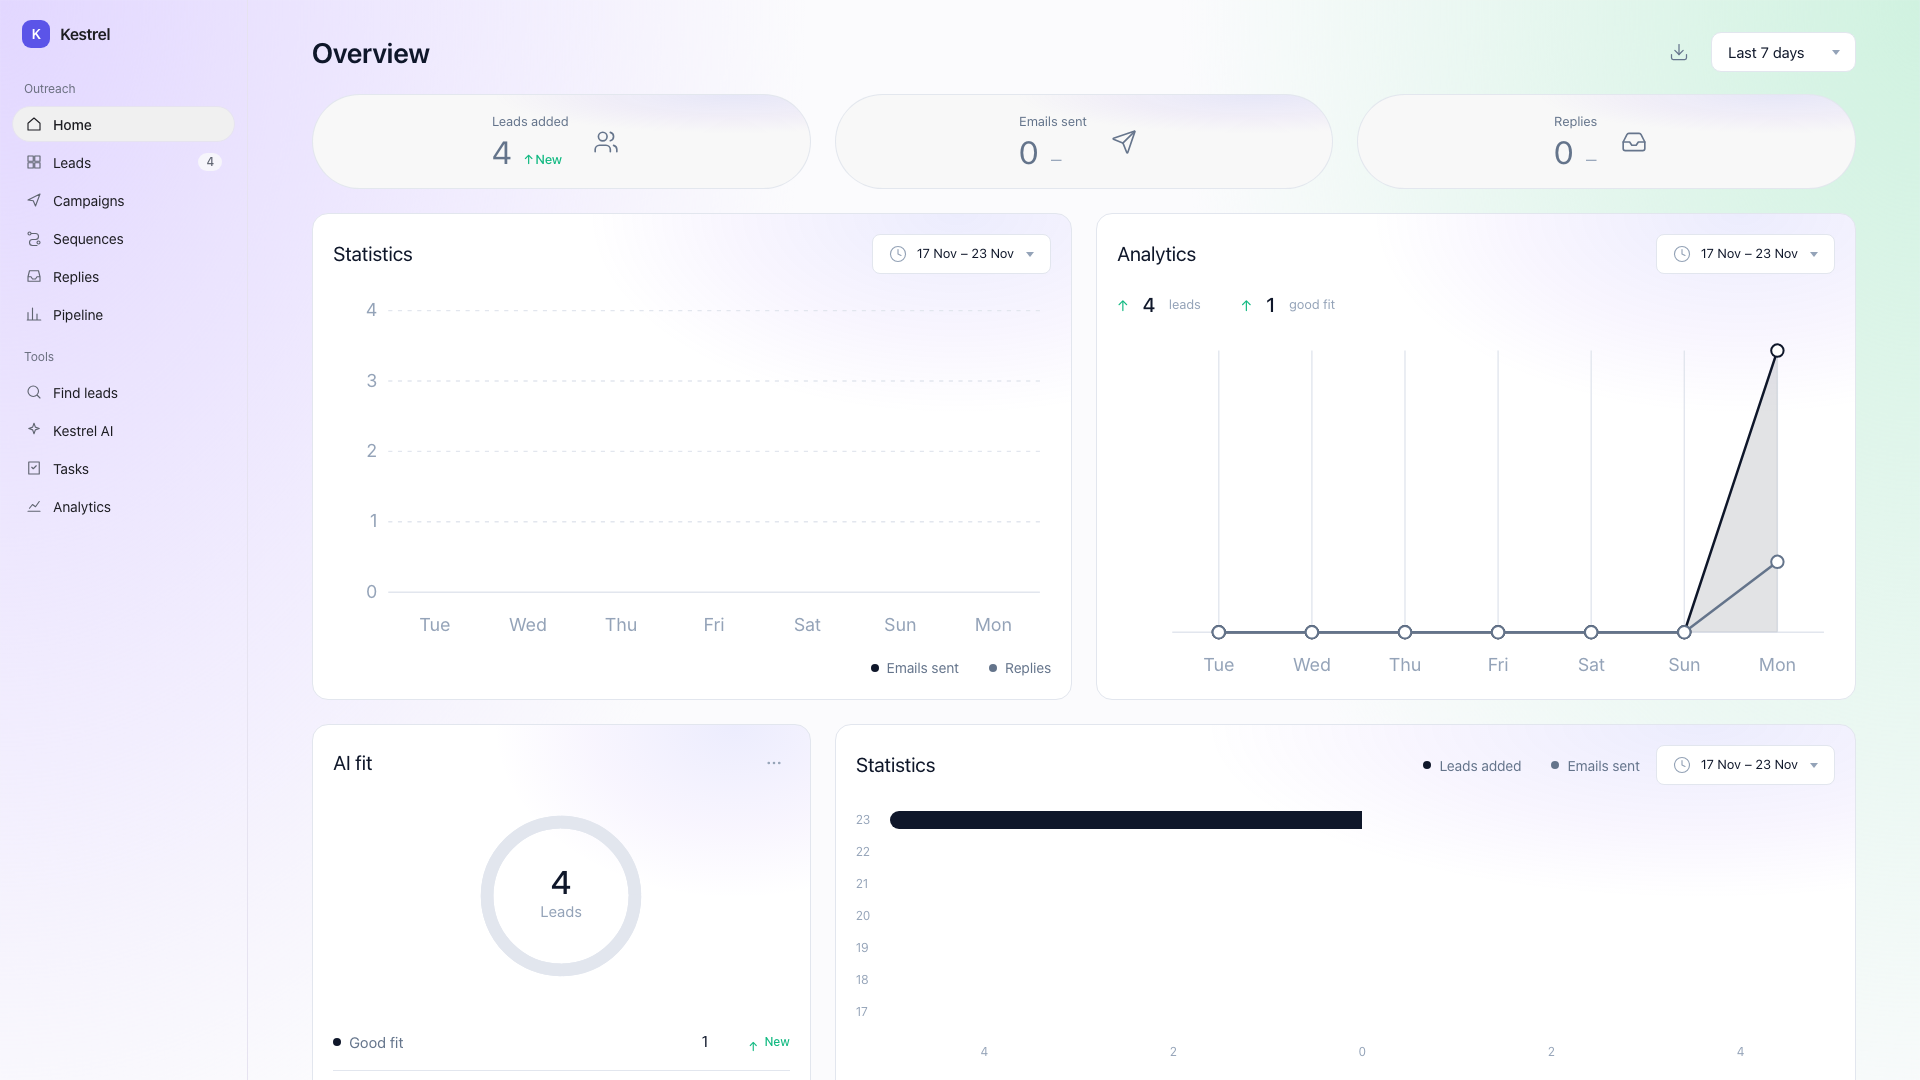 K Kestrel
Outreach
Home
Leads 4
Campaigns
Sequences
Replies
Pipeline
Tools
Find leads
Kestrel AI
Tasks
Analytics
Overview
Last 7 days
Leads added
4 ↑ New
Emails sent
0 –
Replies
0 –
Statistics
17 Nov – 23 Nov
4
3
2
1
0
Tue Wed Thu Fri Sat Sun Mon
Emails sent Replies
Analytics
17 Nov – 23 Nov
↑ 4 leads ↑ 1 good fit
Tue Wed Thu Fri Sat Sun Mon
AI fit
4
Leads
Good fit 1 ↑ New
Statistics
Leads added Emails sent 17 Nov – 23 Nov
23
22
21
20
19
18
17
4 2 0 2 4